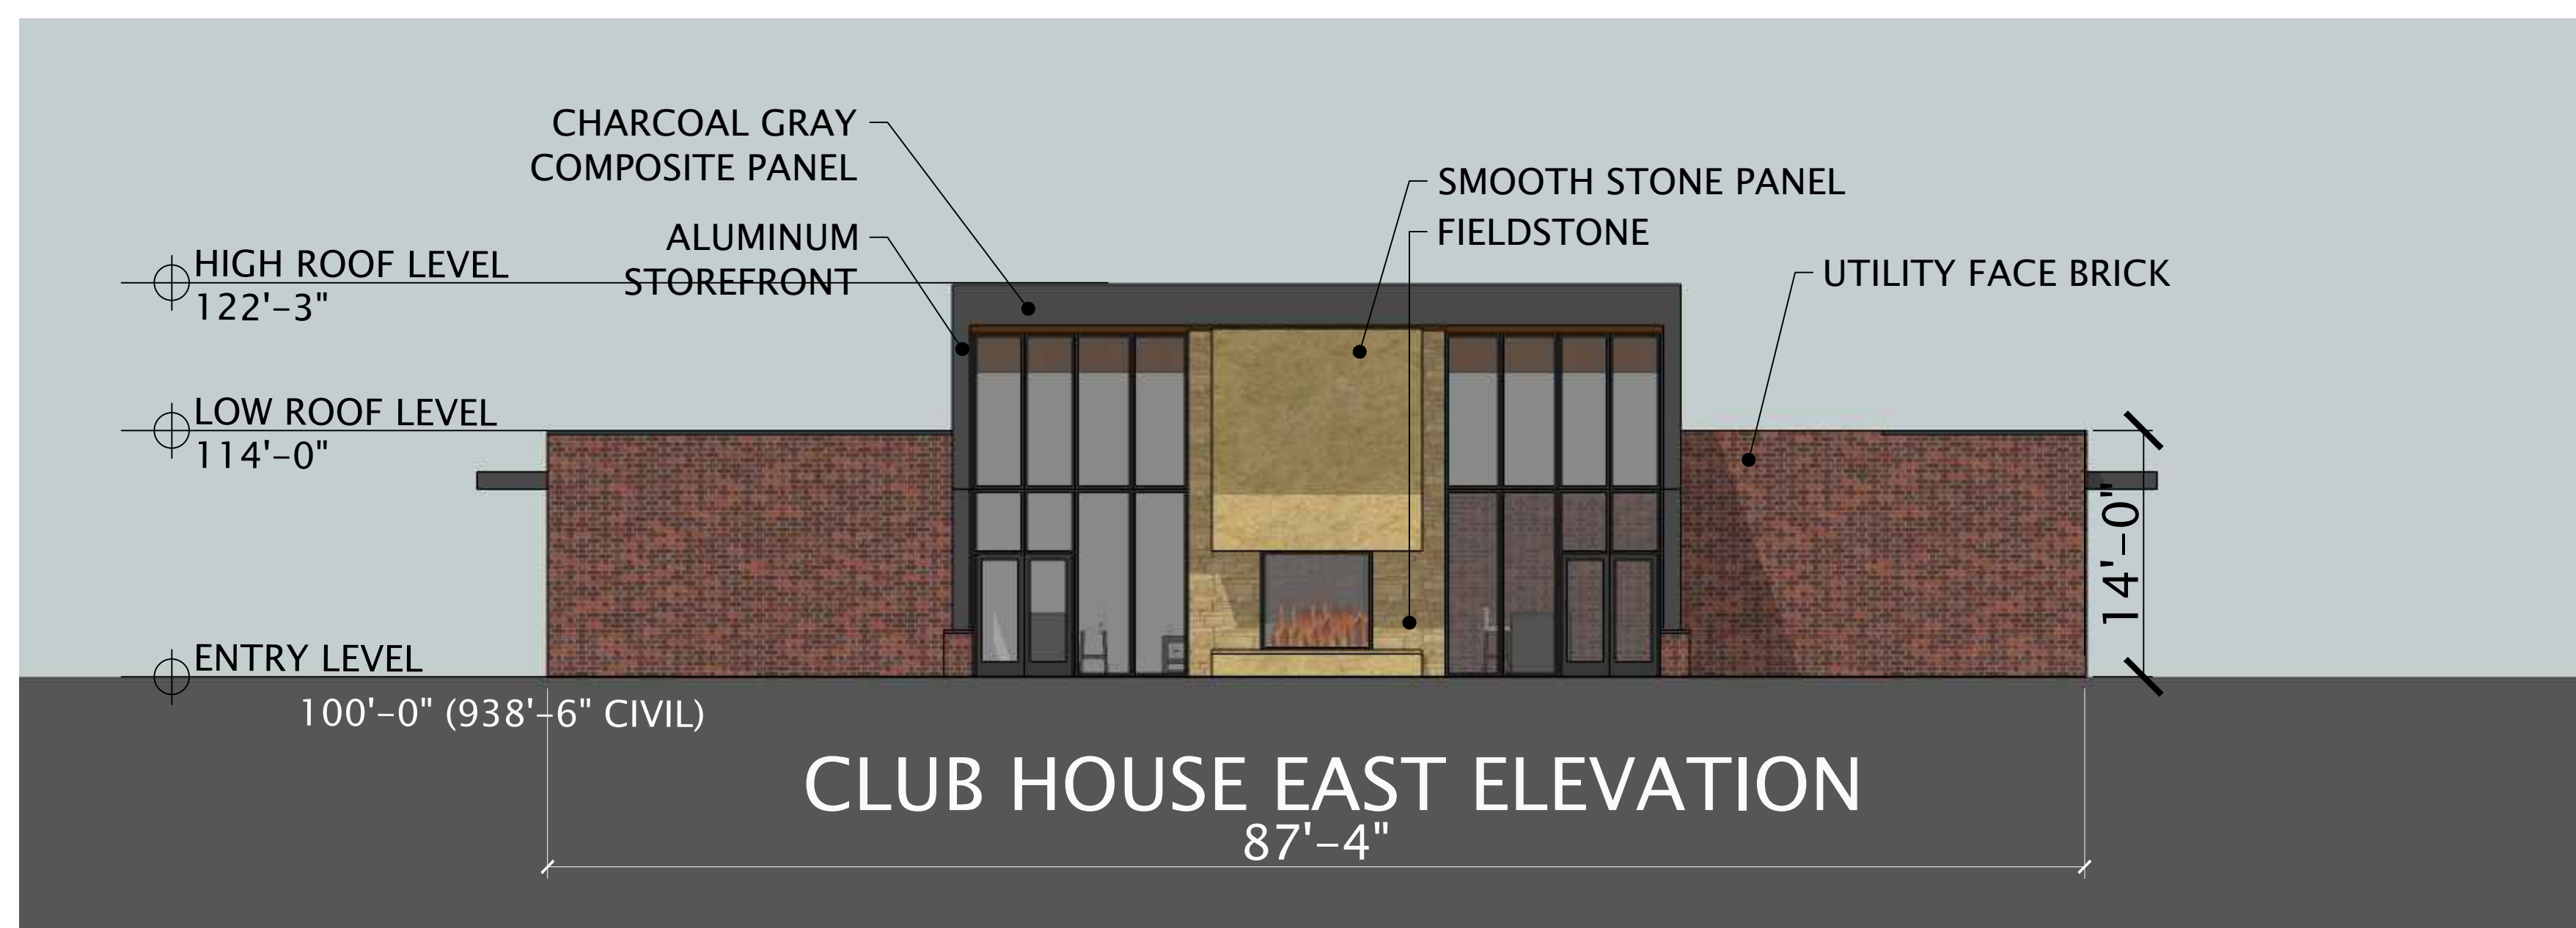 CHARCOAL GRAY
COMPOSITE PANEL
SMOOTH STONE PANEL
ALUMINUM
STOREFRONT
FIELDSTONE
UTILITY FACE BRICK
HIGH ROOF LEVEL
122'-3"
LOW ROOF LEVEL
114'-0"
14'-0"
ENTRY LEVEL
100'-0" (938'-6" CIVIL)
CLUB HOUSE EAST ELEVATION
87'-4"